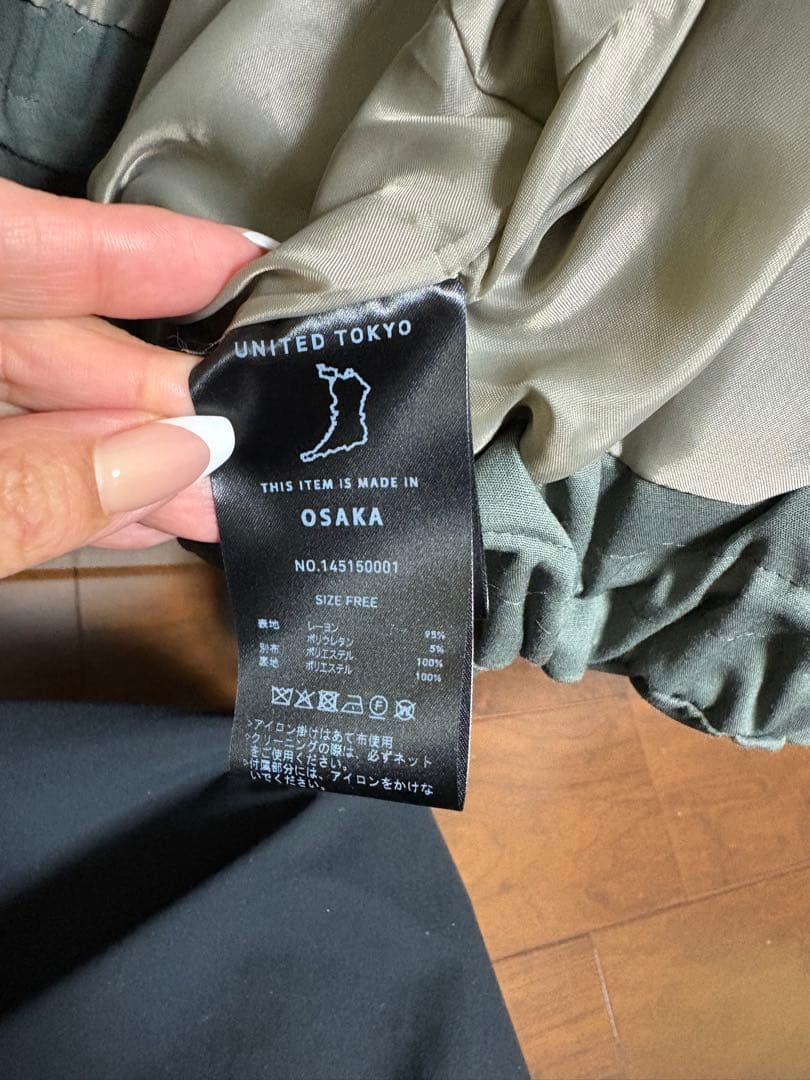 UNITED TOKYO
THIS ITEM IS MADE IN
OSAKA
NO.145150001
SIZE FREE
表地 レーヨン 95%
ポリウレタン 5%
別布 ポリエステル 100%
裏地 ポリエステル 100%
F W
>アイロン掛けはあて布使用
>クリーニングの際は、必ずネット
をご使用ください。
>付属部分には、アイロンをかけな
いでください。